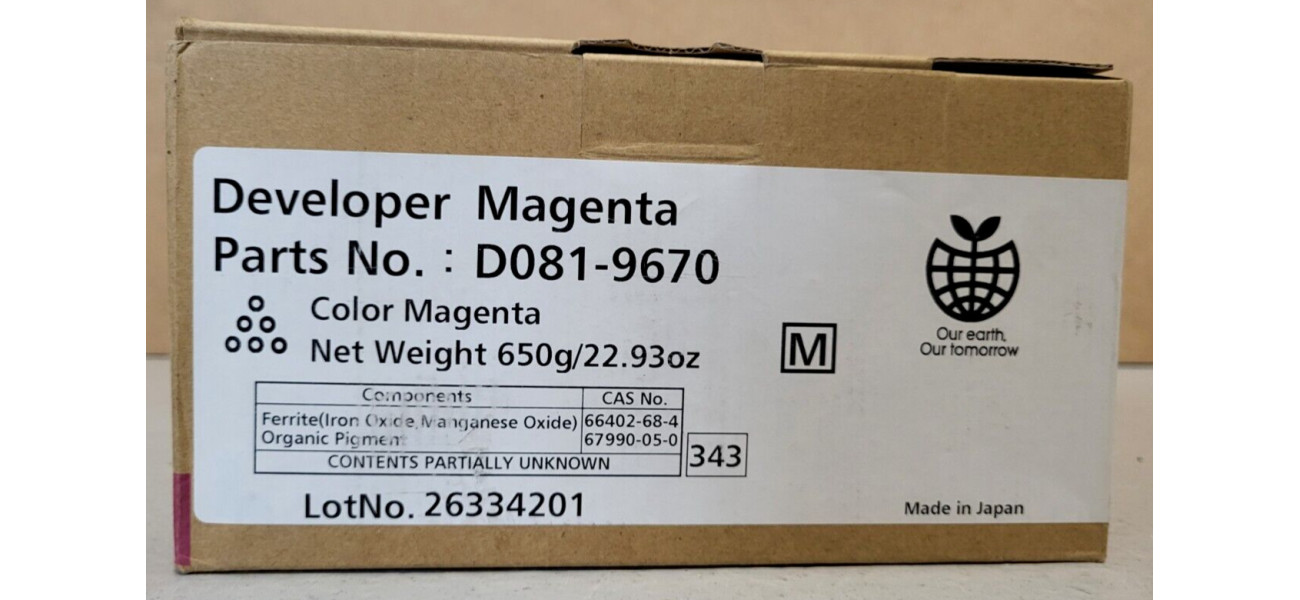 Developer Magenta
Parts No. : D081-9670
Color Magenta
Net Weight 650g/22.93oz
M
Our earth,
Our tomorrow
Components CAS No.
Ferrite(Iron Oxide,Manganese Oxide) 66402-68-4
Organic Pigment 67990-05-0
CONTENTS PARTIALLY UNKNOWN
343
LotNo. 26334201
Made in Japan